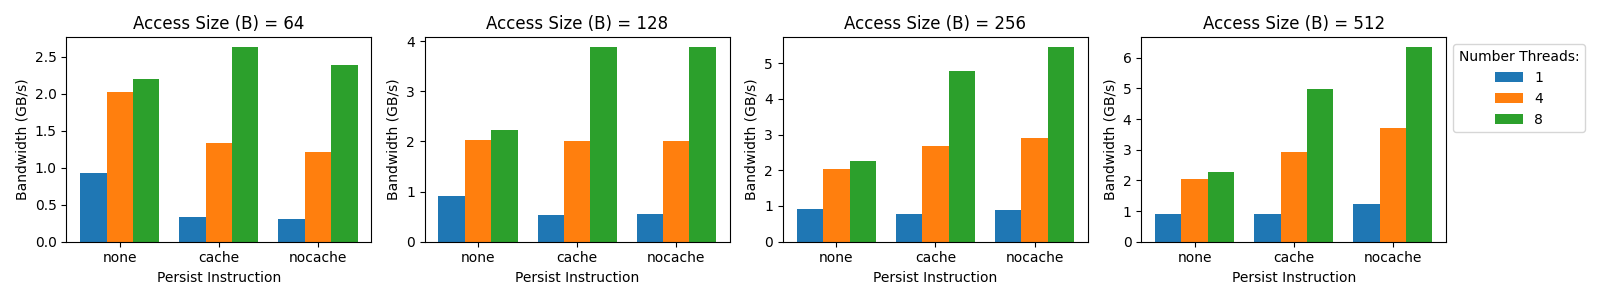 Access Size (B) = 64
Bandwidth (GB/s)
2.5
2.0
1.5
1.0
0.5
0.0
none cache nocache
Persist Instruction
Access Size (B) = 128
Bandwidth (GB/s)
4
3
2
1
0
none cache nocache
Persist Instruction
Access Size (B) = 256
Bandwidth (GB/s)
5
4
3
2
1
0
none cache nocache
Persist Instruction
Access Size (B) = 512
Bandwidth (GB/s)
6
5
4
3
2
1
0
none cache nocache
Persist Instruction
Number Threads:
1
4
8